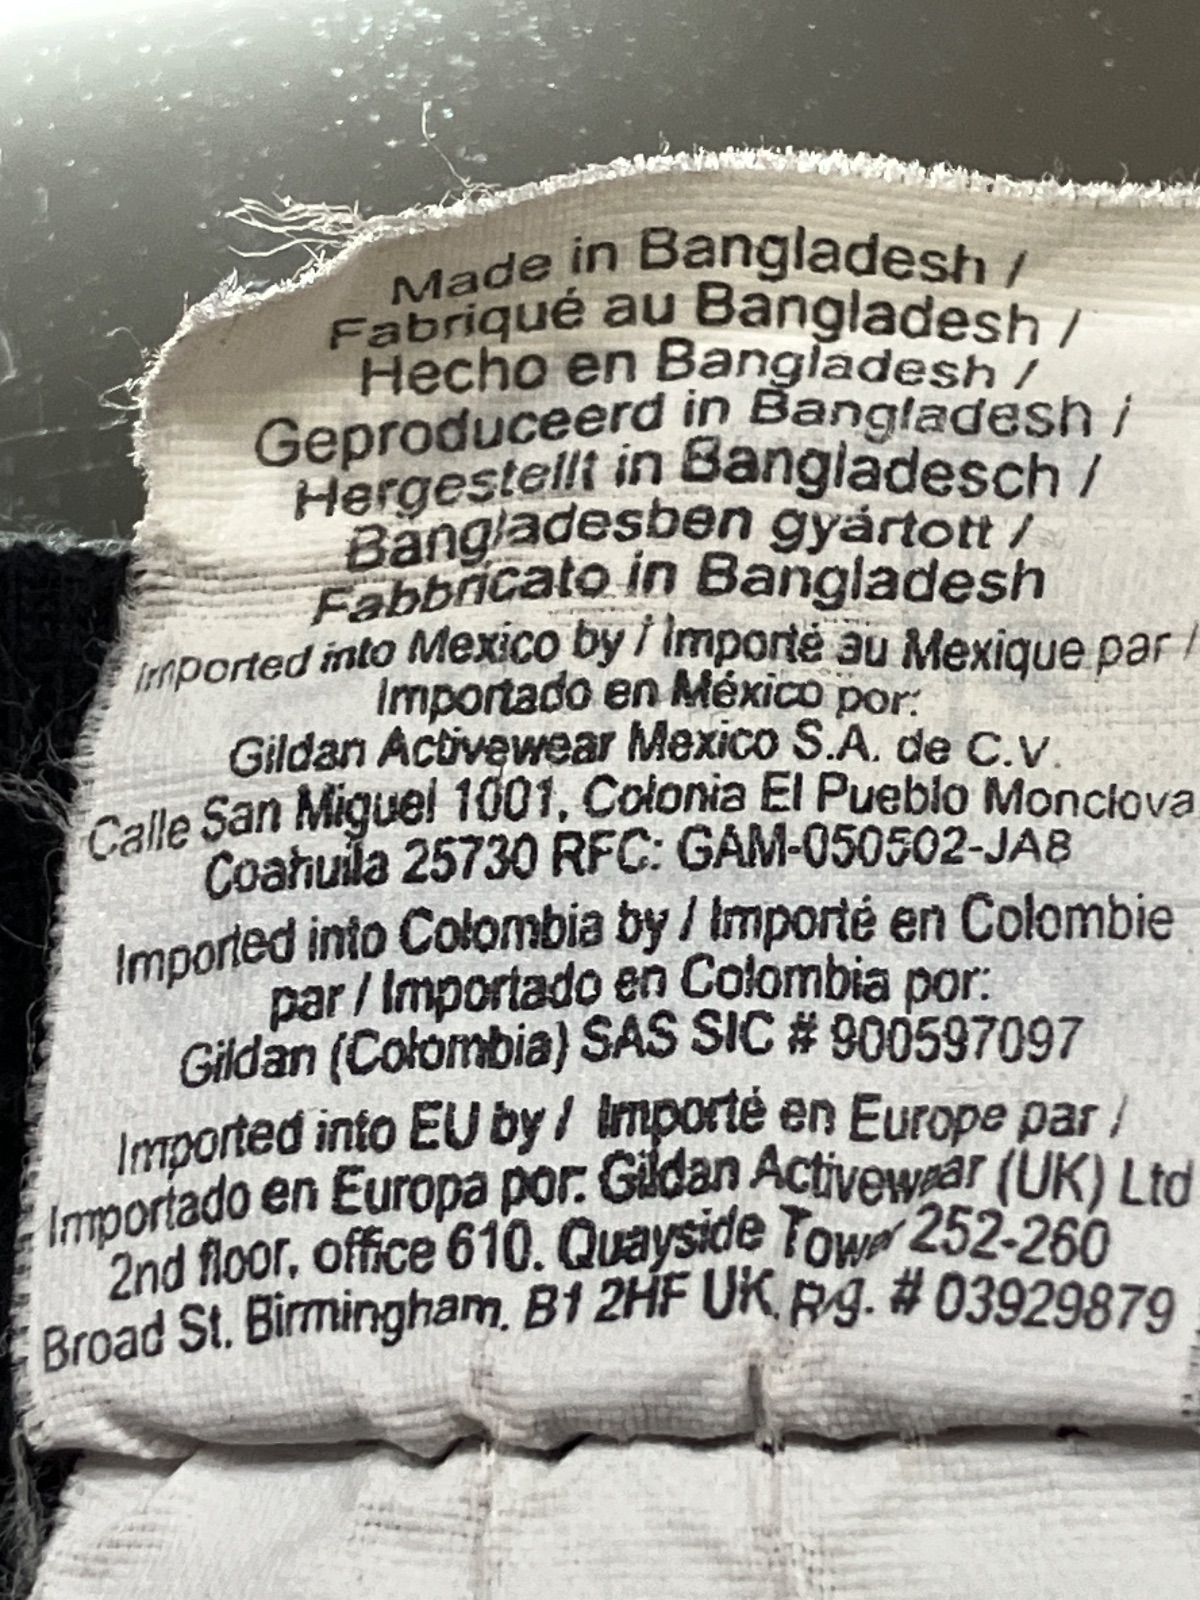 Made in Bangladesh /
Fabriqué au Bangladesh /
Hecho en Bangladesh /
Geproduceerd in Bangladesh /
Hergestellt in Bangladesch /
Bangladesben gyártott /
Fabbricato in Bangladesh
Imported into Mexico by / Importé au Mexique par /
Importado en México por:
Gildan Activewear Mexico S.A. de C.V.
Calle San Miguel 1001, Colonia El Pueblo Monclova
Coahuila 25730 RFC: GAM-050502-JA8
Imported into Colombia by / Importé en Colombie
par / Importado en Colombia por:
Gildan (Colombia) SAS SIC # 900597097
Imported into EU by / Importé en Europe par /
Importado en Europa por: Gildan Activewear (UK) Ltd
2nd floor, office 610. Quayside Tower 252-260
Broad St. Birmingham. B1 2HF UK. Rg. # 03929879